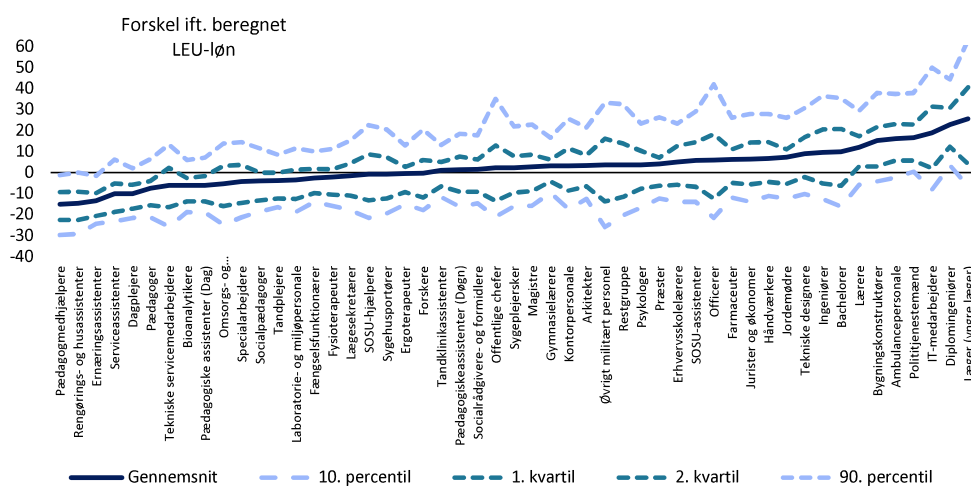 Forskel ift. beregnet
LEU-løn
60
50
40
30
20
10
0
-10
-20
-30
-40
Pædagogmedhjælpere
Rengørings- og husassistenter
Ernæringsassistenter
Serviceassistenter
Dagplejere
Pædagoger
Tekniske servicemedarbejdere
Bioanalytikere
Pædagogiske assistenter (Dag)
Omsorgs- og…
Specialarbejdere
Socialpædagoger
Tandplejere
Laboratorie- og miljøpersonale
Fængselsfunktionærer
Fysioterapeuter
Lægesekretærer
SOSU-hjælpere
Sygehusportører
Ergoterapeuter
Forskere
Tandklinikassistenter
Pædagogiskeassistenter (Døgn)
Socialrådgivere- og formidlere
Offentlige chefer
Sygeplejersker
Magistre
Gymnasielærere
Kontorpersonale
Arkitekter
Øvrigt militært personel
Restgruppe
Psykologer
Præster
Erhvervsskolelærere
SOSU-assistenter
Officerer
Farmaceuter
Jurister og økonomer
Håndværkere
Jordemødre
Tekniske designere
Ingeniører
Bachelorer
Lærere
Bygningskonstruktører
Ambulancepersonale
Polititjenestemænd
IT-medarbejdere
Diplomingeniører
Læger (yngre læger)
Gennemsnit
10. percentil
1. kvartil
2. kvartil
90. percentil